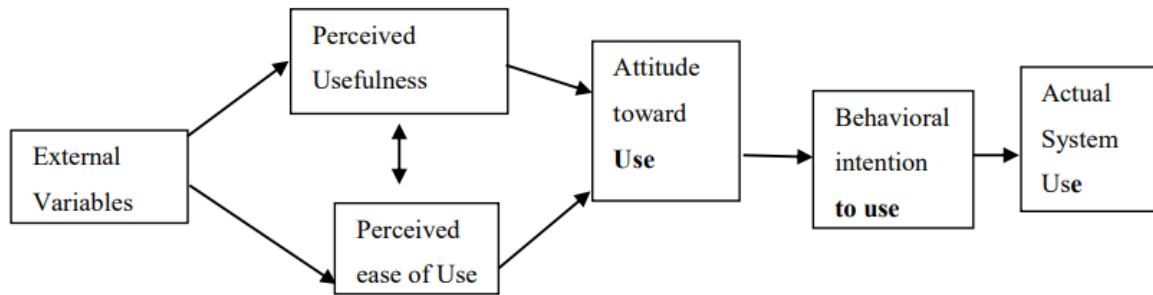 External
Variables
Perceived
Usefulness
Perceived
ease of Use
Attitude
toward
Use
Behavioral
intention
to use
Actual
System
Use